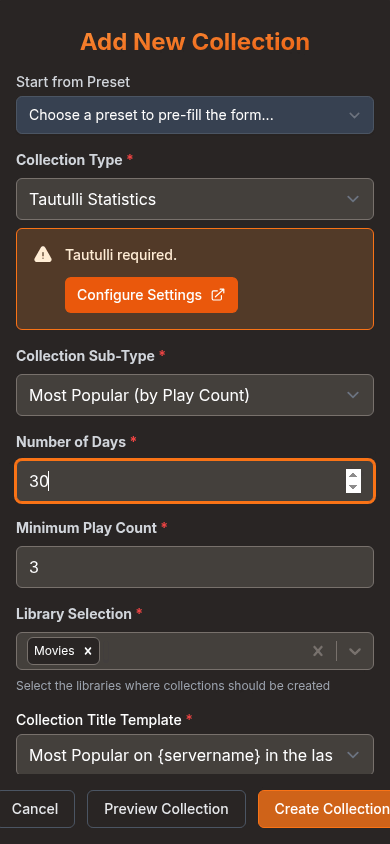 Add New Collection
Start from Preset
Choose a preset to pre-fill the form...
Collection Type *
Tautulli Statistics
Tautulli required.
Configure Settings
Collection Sub-Type *
Most Popular (by Play Count)
Number of Days *
30
Minimum Play Count *
3
Library Selection *
Movies ×
Select the libraries where collections should be created
Collection Title Template *
Most Popular on {servername} in the las
Cancel Preview Collection Create Collection